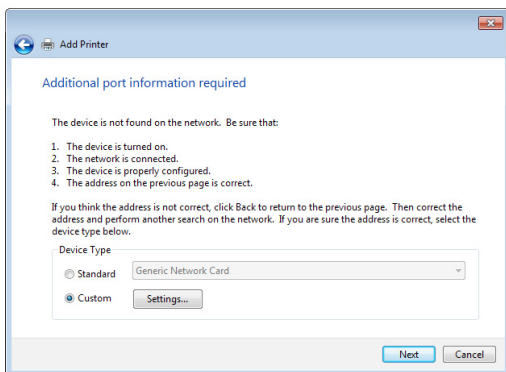 Add Printer
Additional port information required
The device is not found on the network. Be sure that:
1. The device is turned on.
2. The network is connected.
3. The device is properly configured.
4. The address on the previous page is correct.
If you think the address is not correct, click Back to return to the previous page. Then correct the
address and perform another search on the network. If you are sure the address is correct, select the
device type below.
Device Type
Standard Generic Network Card
Custom Settings...
Next Cancel